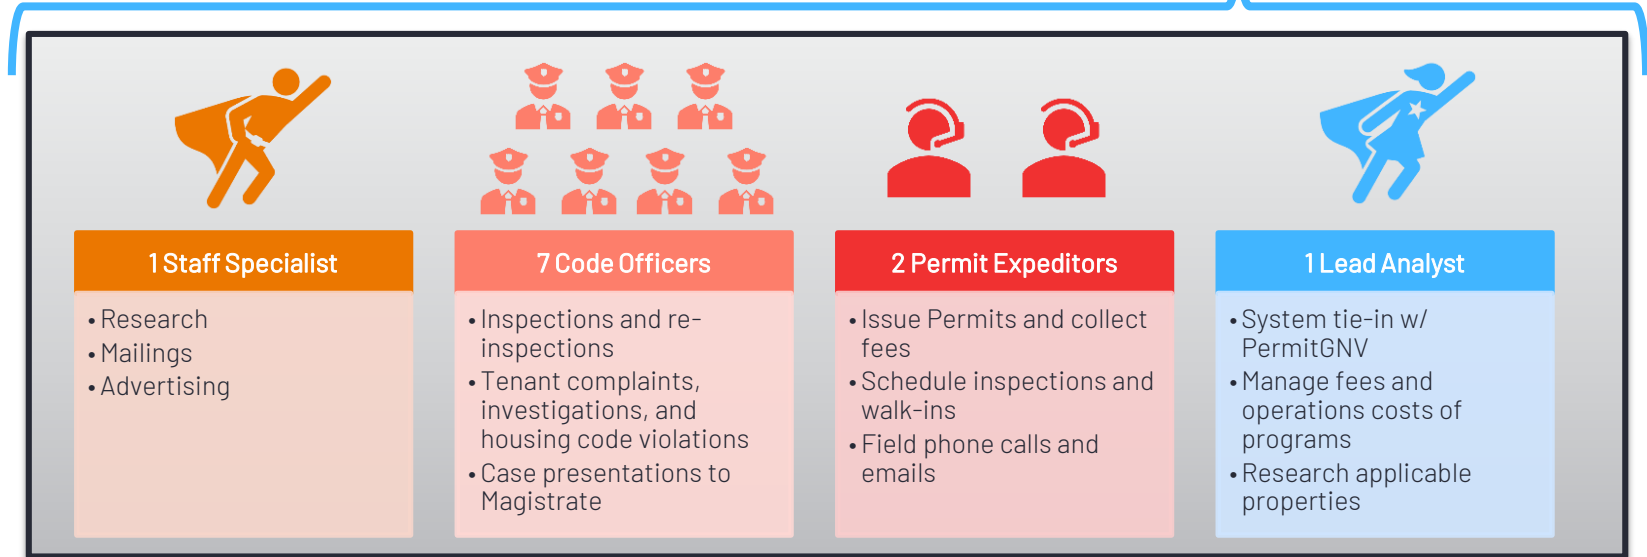 1 Staff Specialist
• Research
• Mailings
• Advertising
7 Code Officers
• Inspections and re-
inspections
• Tenant complaints,
investigations, and
housing code violations
• Case presentations to
Magistrate
2 Permit Expeditors
• Issue Permits and collect
fees
• Schedule inspections and
walk-ins
• Field phone calls and
emails
1 Lead Analyst
• System tie-in w/
PermitGNV
• Manage fees and
operations costs of
programs
• Research applicable
properties